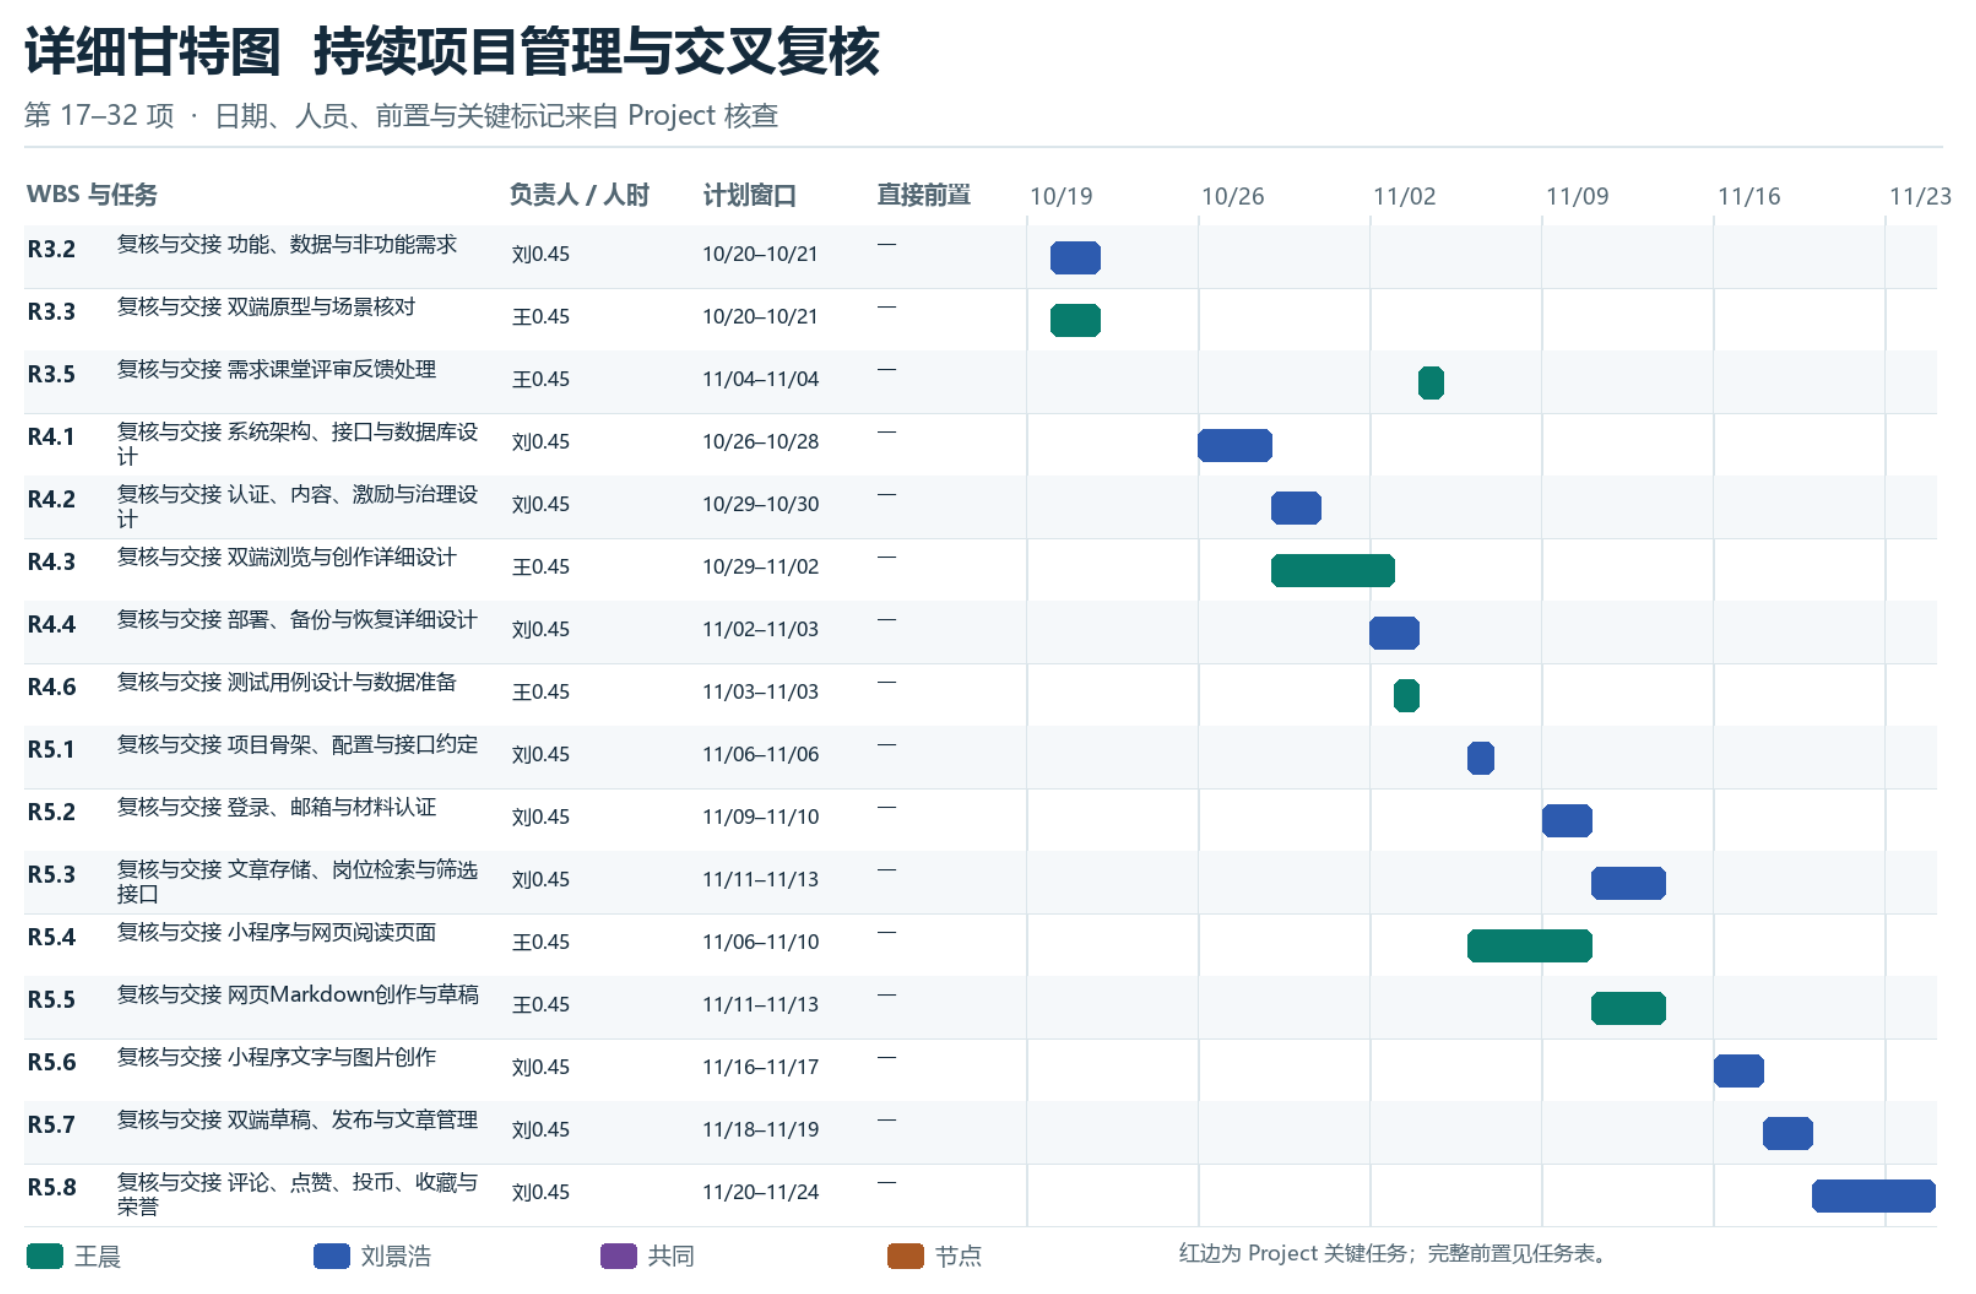 详细甘特图 持续项目管理与交叉复核
第 17–32 项 · 日期、人员、前置与关键标记来自 Project 核查
WBS 与任务 负责人 / 人时 计划窗口 直接前置 10/19 10/26 11/02 11/09 11/16 11/23
R3.2 复核与交接 功能、数据与非功能需求 刘0.45 10/20–10/21 —
R3.3 复核与交接 双端原型与场景核对 王0.45 10/20–10/21 —
R3.5 复核与交接 需求课堂评审反馈处理 王0.45 11/04–11/04 —
R4.1 复核与交接 系统架构、接口与数据库设 刘0.45 10/26–10/28 —
计
R4.2 复核与交接 认证、内容、激励与治理设 刘0.45 10/29–10/30 —
计
R4.3 复核与交接 双端浏览与创作详细设计 王0.45 10/29–11/02 —
R4.4 复核与交接 部署、备份与恢复详细设计 刘0.45 11/02–11/03 —
R4.6 复核与交接 测试用例设计与数据准备 王0.45 11/03–11/03 —
R5.1 复核与交接 项目骨架、配置与接口约定 刘0.45 11/06–11/06 —
R5.2 复核与交接 登录、邮箱与材料认证 刘0.45 11/09–11/10 —
R5.3 复核与交接 文章存储、岗位检索与筛选 刘0.45 11/11–11/13 —
接口
R5.4 复核与交接 小程序与网页阅读页面 王0.45 11/06–11/10 —
R5.5 复核与交接 网页Markdown创作与草稿 王0.45 11/11–11/13 —
R5.6 复核与交接 小程序文字与图片创作 刘0.45 11/16–11/17 —
R5.7 复核与交接 双端草稿、发布与文章管理 刘0.45 11/18–11/19 —
R5.8 复核与交接 评论、点赞、投币、收藏与 刘0.45 11/20–11/24 —
荣誉
王晨 刘景浩 共同 节点 红边为 Project 关键任务；完整前置见任务表。